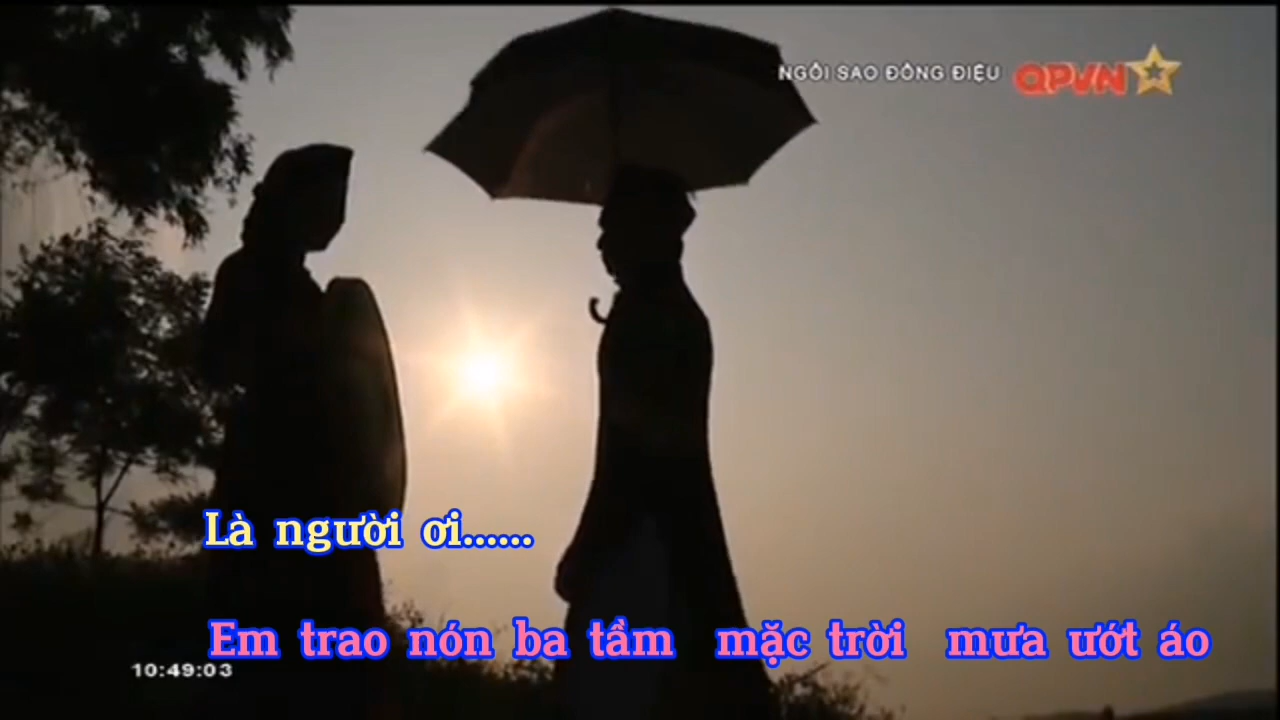 NGÔI SAO ĐỒNG ĐIỆU QPVN
Là người ơi......
Em trao nón ba tầm mặc trời mưa ướt áo
10:49:03